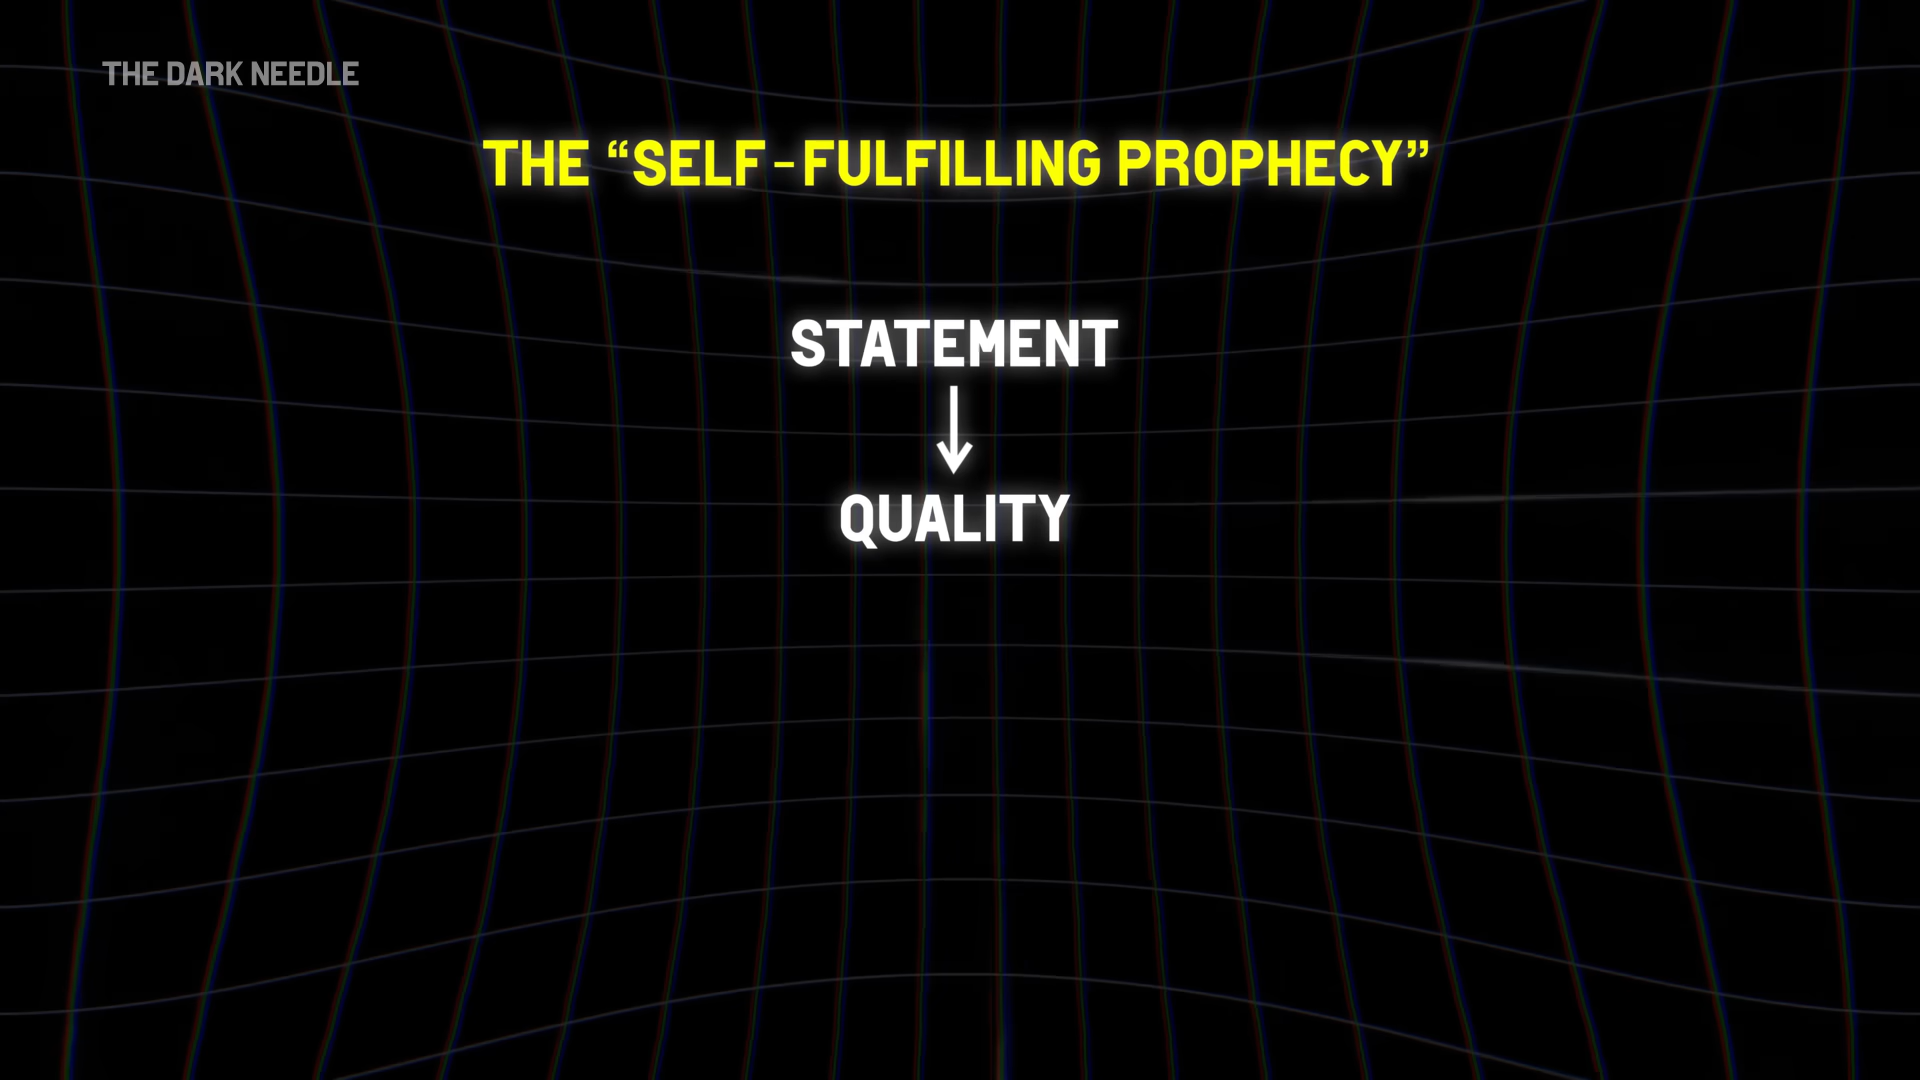 THE DARK NEEDLE
THE “SELF-FULFILLING PROPHECY”
STATEMENT
QUALITY